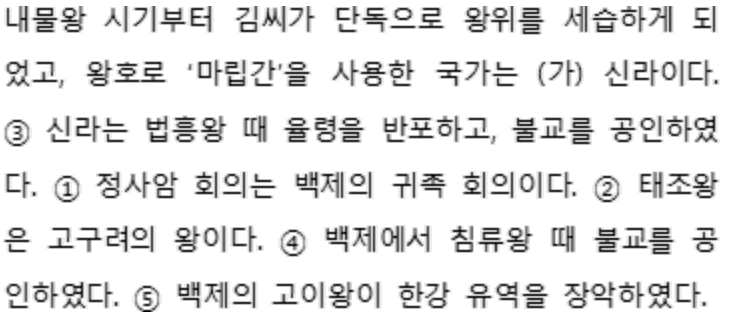 내물왕 시기부터 김씨가 단독으로 왕위를 세습하게 되
었고, 왕호로 ‘마립간’을 사용한 국가는 (가) 신라이다.
③ 신라는 법흥왕 때 율령을 반포하고, 불교를 공인하였
다. ① 정사암 회의는 백제의 귀족 회의이다. ② 태조왕
은 고구려의 왕이다. ④ 백제에서 침류왕 때 불교를 공
인하였다. ⑤ 백제의 고이왕이 한강 유역을 장악하였다.